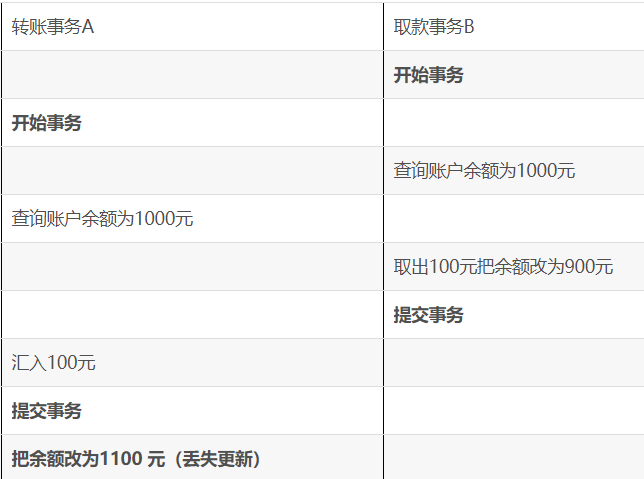 转账事务A
取款事务B
开始事务
开始事务
查询账户余额为1000元
查询账户余额为1000元
取出100元把余额改为900元
提交事务
汇入100元
提交事务
把余额改为1100 元（丢失更新）